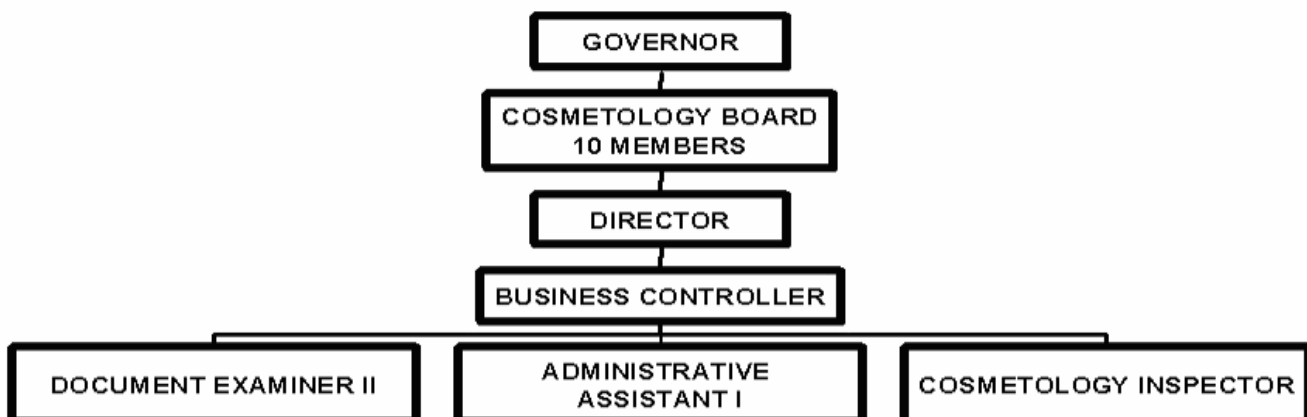 GOVERNOR
COSMETOLOGY BOARD
10 MEMBERS
DIRECTOR
BUSINESS CONTROLLER
DOCUMENT EXAMINER II
ADMINISTRATIVE
ASSISTANT I
COSMETOLOGY INSPECTOR